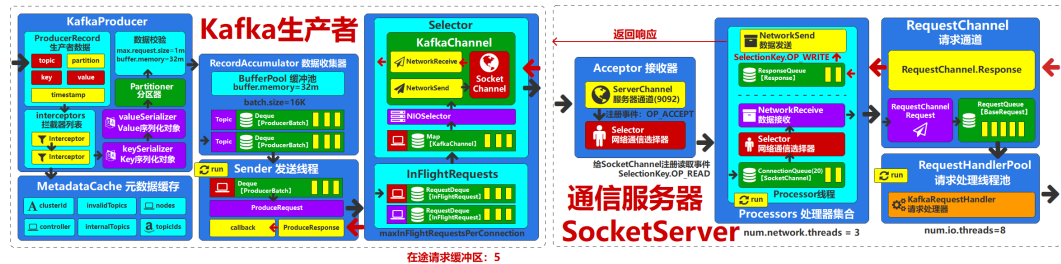 KafkaProducer
ProducerRecord
生产者数据
topic
partition
key
value
timestamp
interceptors
拦截器列表
Interceptor
Interceptor
数据校验
max.request.size=1m
buffer.memory=32m
Partitioner
分区器
valueSerializer
Value序列化对象
keySerializer
Key序列化对象
MetadataCache 元数据缓存
clusterId
invalidTopics
nodes
controller
internalTopics
topicIds
Kafka生产者
RecordAccumulator 数据收集器
BufferPool 缓冲池
buffer.memory=32m
batch.size=16K
Topic
Deque
【ProducerBatch】
Topic
Deque
【ProducerBatch】
Sender 发送线程
run
Deque
【ProducerBatch】
ProduceRequest
callback
ProduceResponse
Selector
KafkaChannel
NetworkReceive
NetworkSend
Socket
Channel
NIOSelector
Map
【KafkaChannel】
InFlightRequests
RequestDeque
【InFlightRequest】
RequestDeque
【InFlightRequest】
maxInFlightRequestsPerConnection
在途请求缓冲区：5
返回响应
Acceptor 接收器
ServerChannel
服务器通道(9092)
注册事件：OP_ACCEPT
Selector
网络通信选择器
给SocketChannel注册读取事件
SelectionKey.OP_READ
通信服务器
SocketServer
NetworkSend
数据发送
SelectionKey.OP_WRITE
ResponseQueue
【Response】
NetworkReceive
数据接收
Selector
网络通信选择器
ConnectionQueue(20)
【SocketChannel】
run
Processor线程
Processors 处理器集合
num.network.threads = 3
RequestChannel
请求通道
RequestChannel.Response
RequestChannel
Request
RequestQueue
【BaseRequest】
RequestHandlerPool
请求处理线程池
run
KafkaRequestHandler
请求处理器
num.io.threads=8